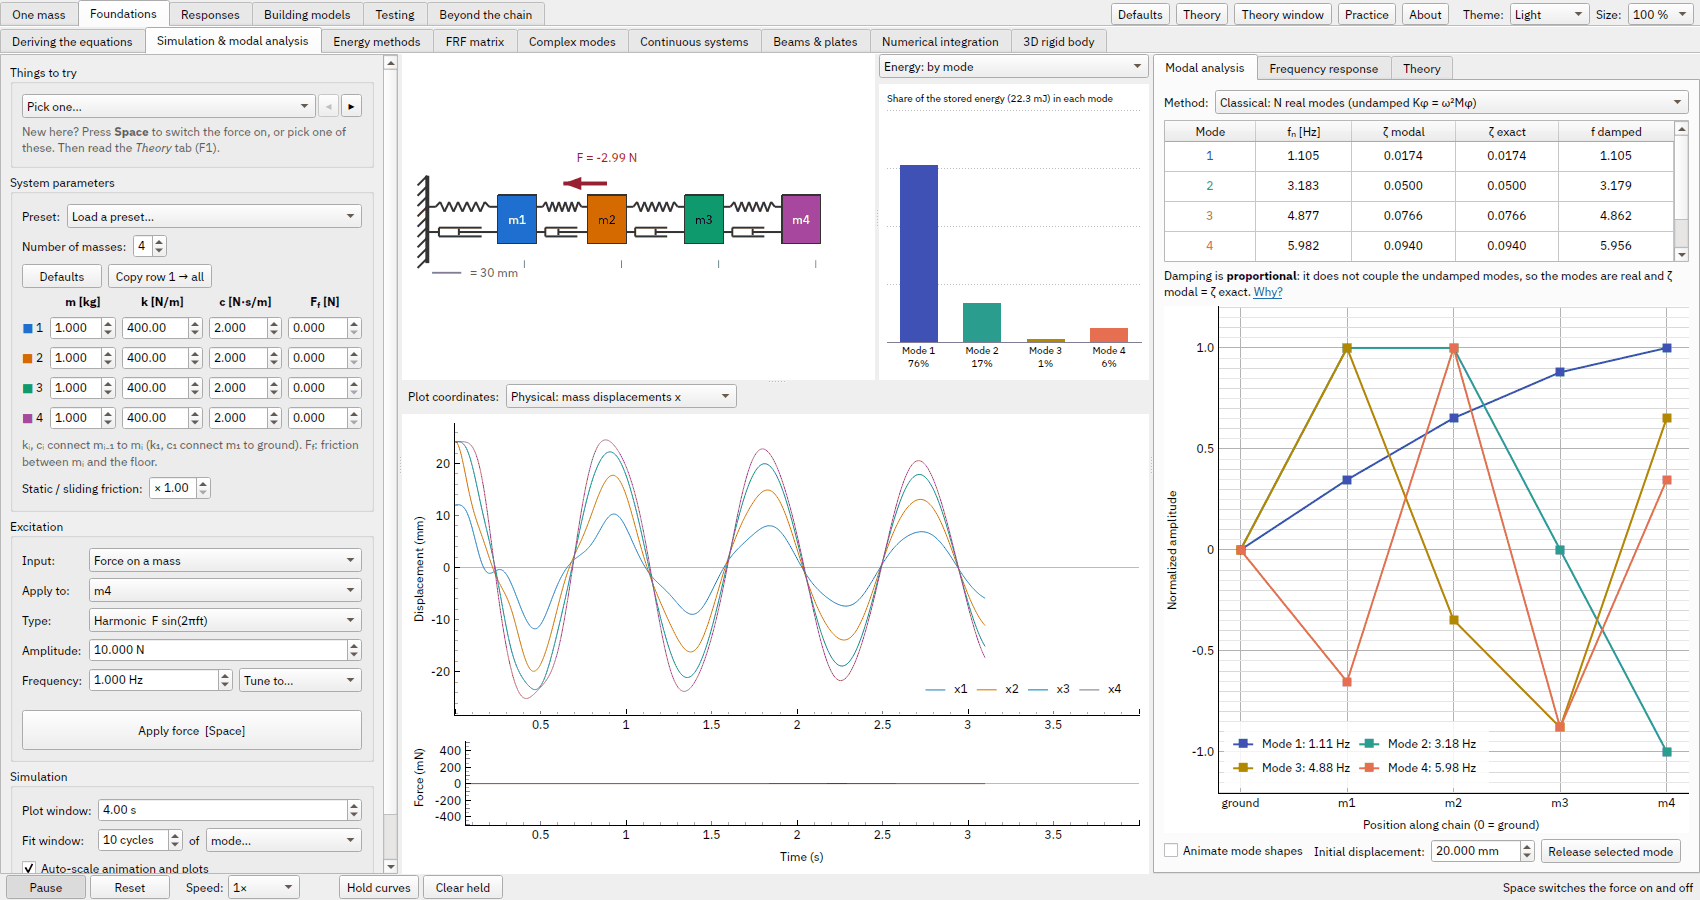 One mass
Foundations
Responses
Building models
Testing
Beyond the chain
Defaults
Theory
Theory window
Practice
About
Theme:
Light
Size:
100 %
Deriving the equations
Simulation & modal analysis
Energy methods
FRF matrix
Complex modes
Continuous systems
Beams & plates
Numerical integration
3D rigid body
Things to try
Pick one...
New here? Press Space to switch the force on, or pick one of
these. Then read the Theory tab (F1).
System parameters
Preset: Load a preset...
Number of masses: 4
Defaults
Copy row 1 → all
m [kg] k [N/m] c [N·s/m] Ff [N]
1 1.000 400.00 2.000 0.000
2 1.000 400.00 2.000 0.000
3 1.000 400.00 2.000 0.000
4 1.000 400.00 2.000 0.000
kᵢ, cᵢ connect mᵢ₋₁ to mᵢ (k₁, c₁ connect m₁ to ground). Ff: friction
between mᵢ and the floor.
Static / sliding friction: × 1.00
Excitation
Input: Force on a mass
Apply to: m4
Type: Harmonic F sin(2πft)
Amplitude: 10.000 N
Frequency: 1.000 Hz Tune to...
Apply force [Space]
Simulation
Plot window: 4.00 s
Fit window: 10 cycles of mode...
Auto-scale animation and plots
Pause
Reset
Speed: 1×
Hold curves
Clear held
Space switches the force on and off
F = -2.99 N
m1 m2 m3 m4
= 30 mm
Energy: by mode
Share of the stored energy (22.3 mJ) in each mode
Mode 1 Mode 2 Mode 3 Mode 4
76% 17% 1% 6%
Plot coordinates: Physical: mass displacements x
Displacement (mm)
20
10
0
-10
-20
x1 x2 x3 x4
0.5 1 1.5 2 2.5 3 3.5
Force (mN)
400
200
0
-200
-400
0.5 1 1.5 2 2.5 3 3.5
Time (s)
Modal analysis
Frequency response
Theory
Method: Classical: N real modes (undamped Kφ = ω²Mφ)
Mode fₙ [Hz] ζ modal ζ exact f damped
1 1.105 0.0174 0.0174 1.105
2 3.183 0.0500 0.0500 3.179
3 4.877 0.0766 0.0766 4.862
4 5.982 0.0940 0.0940 5.956
Damping is proportional: it does not couple the undamped modes, so the modes are real and ζ
modal = ζ exact. Why?
Normalized amplitude
1.0
0.5
0
-0.5
-1.0
Mode 1: 1.11 Hz Mode 2: 3.18 Hz
Mode 3: 4.88 Hz Mode 4: 5.98 Hz
ground m1 m2 m3 m4
Position along chain (0 = ground)
Animate mode shapes
Initial displacement: 20.000 mm
Release selected mode